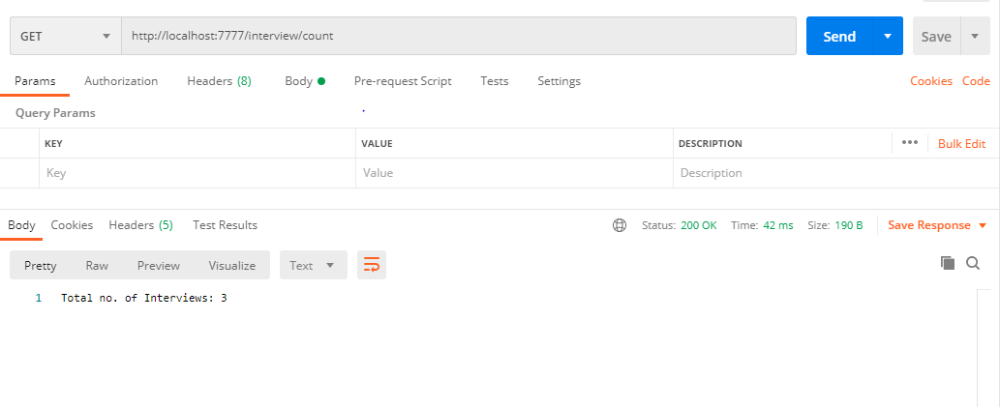 GET http://localhost:7777/interview/count Send Save
Params Authorization Headers (8) Body Pre-request Script Tests Settings Cookies Code
Query Params
KEY VALUE DESCRIPTION ••• Bulk Edit
Key Value Description
Body Cookies Headers (5) Test Results Status: 200 OK Time: 42 ms Size: 190 B Save Response
Pretty Raw Preview Visualize Text
1 Total no. of Interviews: 3